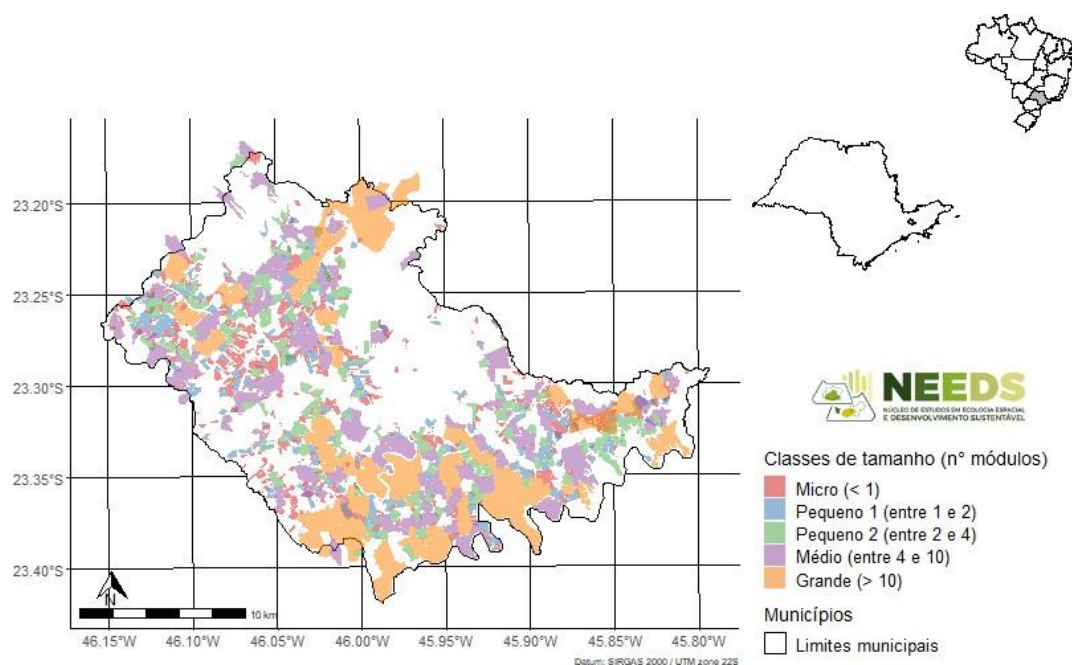 23.20°S
23.25°S
23.30°S
23.35°S
23.40°S
N
10 km
46.15°W 46.10°W 46.05°W 46.00°W 45.95°W 45.90°W 45.85°W 45.80°W
Datum: SIRGAS 2000 / UTM zone 22S
NEEDS
NÚCLEO DE ESTUDOS EM ECOLOGIA ESPACIAL
E DESENVOLVIMENTO SUSTENTÁVEL
Classes de tamanho (n° módulos)
Micro (< 1)
Pequeno 1 (entre 1 e 2)
Pequeno 2 (entre 2 e 4)
Médio (entre 4 e 10)
Grande (> 10)
Municípios
Limites municipais